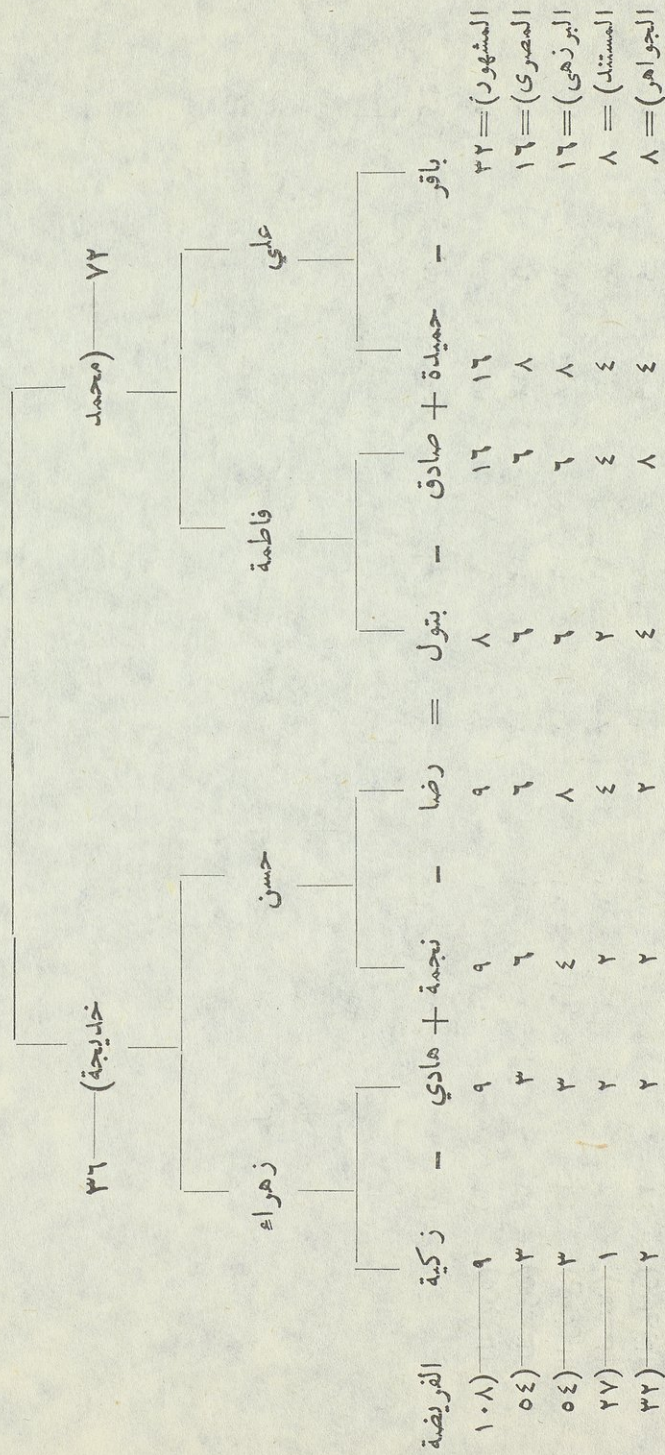 ٧٢ — (محمد خديجة) — ٣٦
علي فاطمة حسن زهراء
باقر - حميدة + صادق - بتول = رضا - نجمة + هادي - زكية الفريضة
المشهور) = ٣٢ ١٦ ١٦ ٨ ٩ ٩ ٩ ٩ — (١٠٨
المصرى) = ١٦ ٨ ٦ ٦ ٦ ٦ ٣ ٣ — (٥٤
البرزهى) = ١٦ ٨ ٦ ٦ ٨ ٤ ٣ ٣ — (٥٤
المستند) = ٨ ٤ ٤ ٢ ٤ ٢ ٢ ١ — (٢٧
الجواهر) = ٨ ٤ ٨ ٤ ٢ ٢ ٢ ٢ — (٣٢